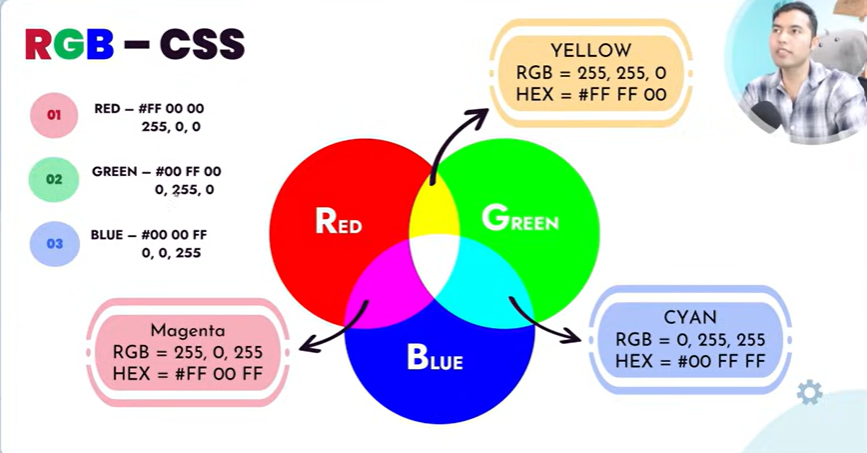 RGB – CSS
01 RED – #FF 00 00
255, 0, 0
02 GREEN – #00 FF 00
0, 255, 0
03 BLUE – #00 00 FF
0, 0, 255
YELLOW
RGB = 255, 255, 0
HEX = #FF FF 00
RED
GREEN
BLUE
Magenta
RGB = 255, 0, 255
HEX = #FF 00 FF
CYAN
RGB = 0, 255, 255
HEX = #00 FF FF